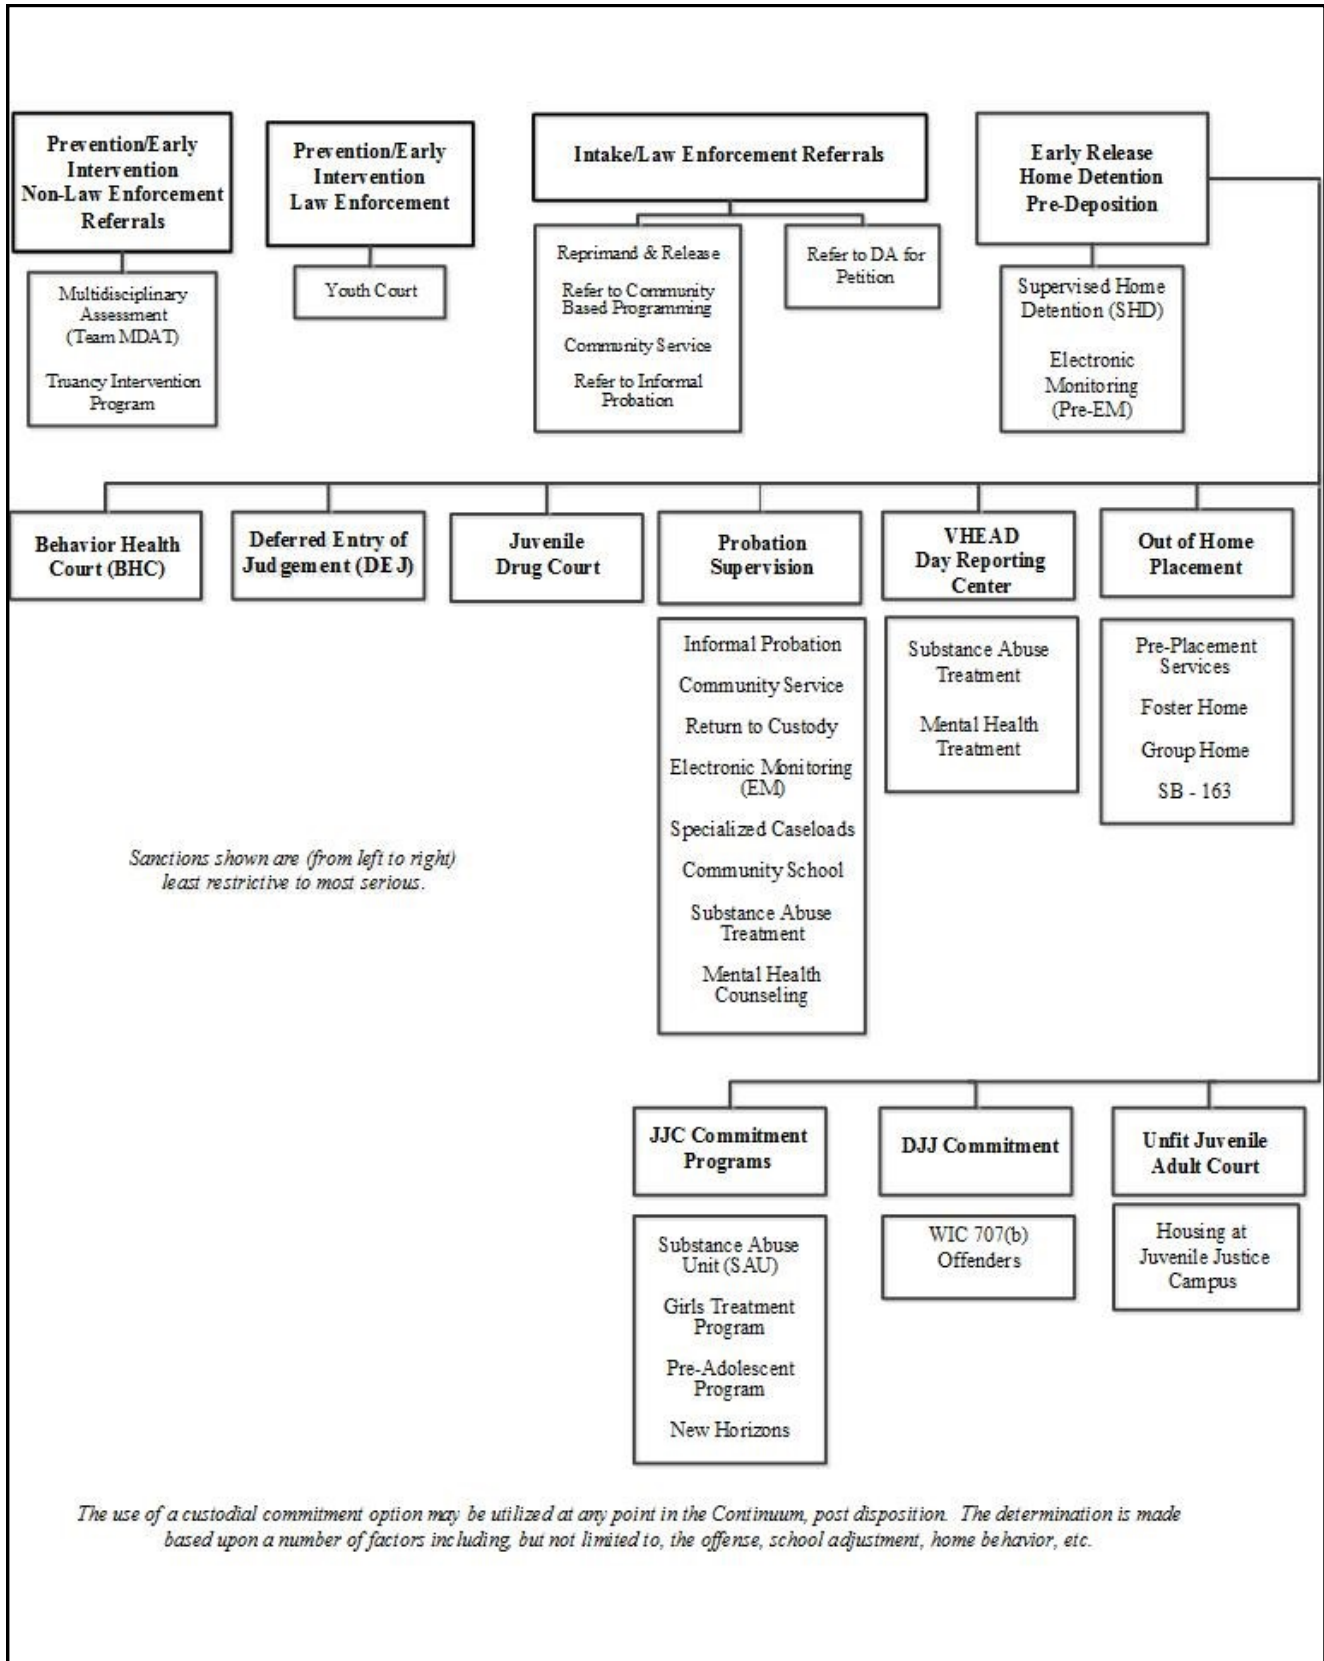 Prevention/Early
Intervention
Non-Law Enforcement
Referrals
Multidisciplinary
Assessment
(Team MDAT)
Truancy Intervention
Program
Prevention/Early
Intervention
Law Enforcement
Youth Court
Intake/Law Enforcement Referrals
Reprimand & Release
Refer to Community
Based Programming
Community Service
Refer to Informal
Probation
Refer to DA for
Petition
Early Release
Home Detention
Pre-Deposition
Supervised Home
Detention (SHD)
Electronic
Monitoring
(Pre-EM)
Behavior Health
Court (BHC)
Deferred Entry of
Judgement (DEJ)
Juvenile
Drug Court
Probation
Supervision
Informal Probation
Community Service
Return to Custody
Electronic Monitoring
(EM)
Specialized Caseloads
Community School
Substance Abuse
Treatment
Mental Health
Counseling
VHEAD
Day Reporting
Center
Substance Abuse
Treatment
Mental Health
Treatment
Out of Home
Placement
Pre-Placement
Services
Foster Home
Group Home
SB - 163
Sanctions shown are (from left to right)
least restrictive to most serious.
JJC Commitment
Programs
Substance Abuse
Unit (SAU)
Girls Treatment
Program
Pre-Adolescent
Program
New Horizons
DJJ Commitment
WIC 707(b)
Offenders
Unfit Juvenile
Adult Court
Housing at
Juvenile Justice
Campus
The use of a custodial commitment option may be utilized at any point in the Continuum, post disposition. The determination is made
based upon a number of factors including, but not limited to, the offense, school adjustment, home behavior, etc.